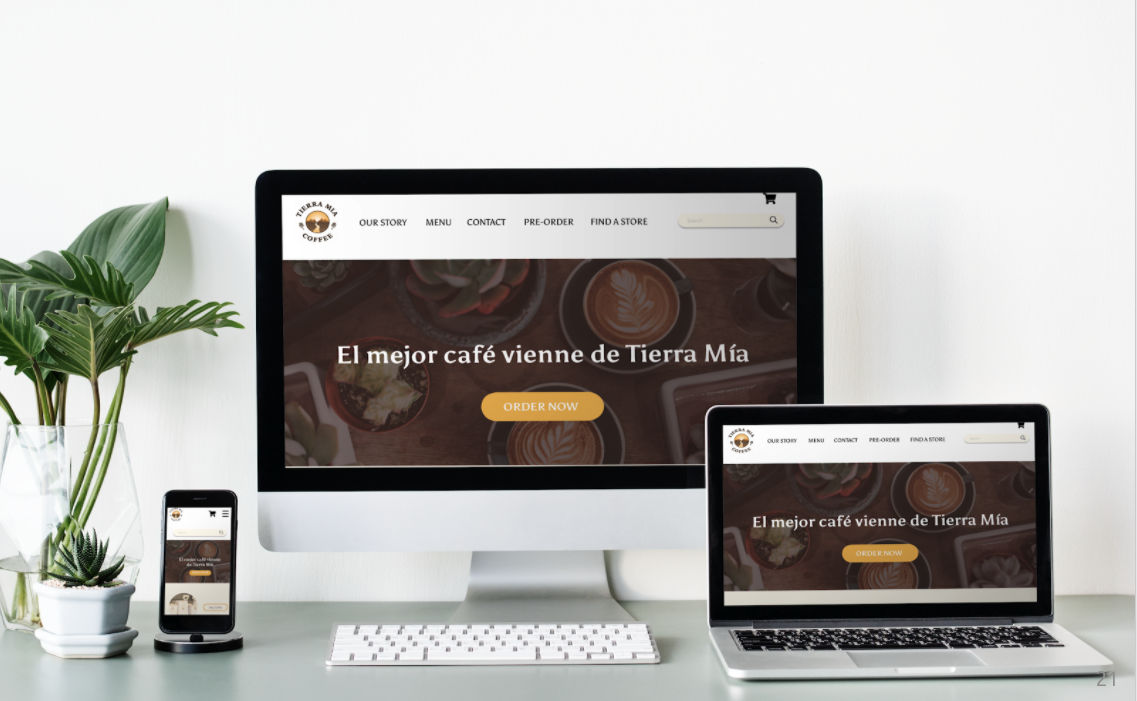 TIERRA MIA
COFFEE
OUR STORY MENU CONTACT PRE-ORDER FIND A STORE
Search
El mejor café vienne de Tierra Mía
ORDER NOW
TIERRA MIA
COFFEE
OUR STORY MENU CONTACT PRE-ORDER FIND A STORE
El mejor café vienne de Tierra Mía
ORDER NOW
El mejor café vienne
de Tierra Mía
21